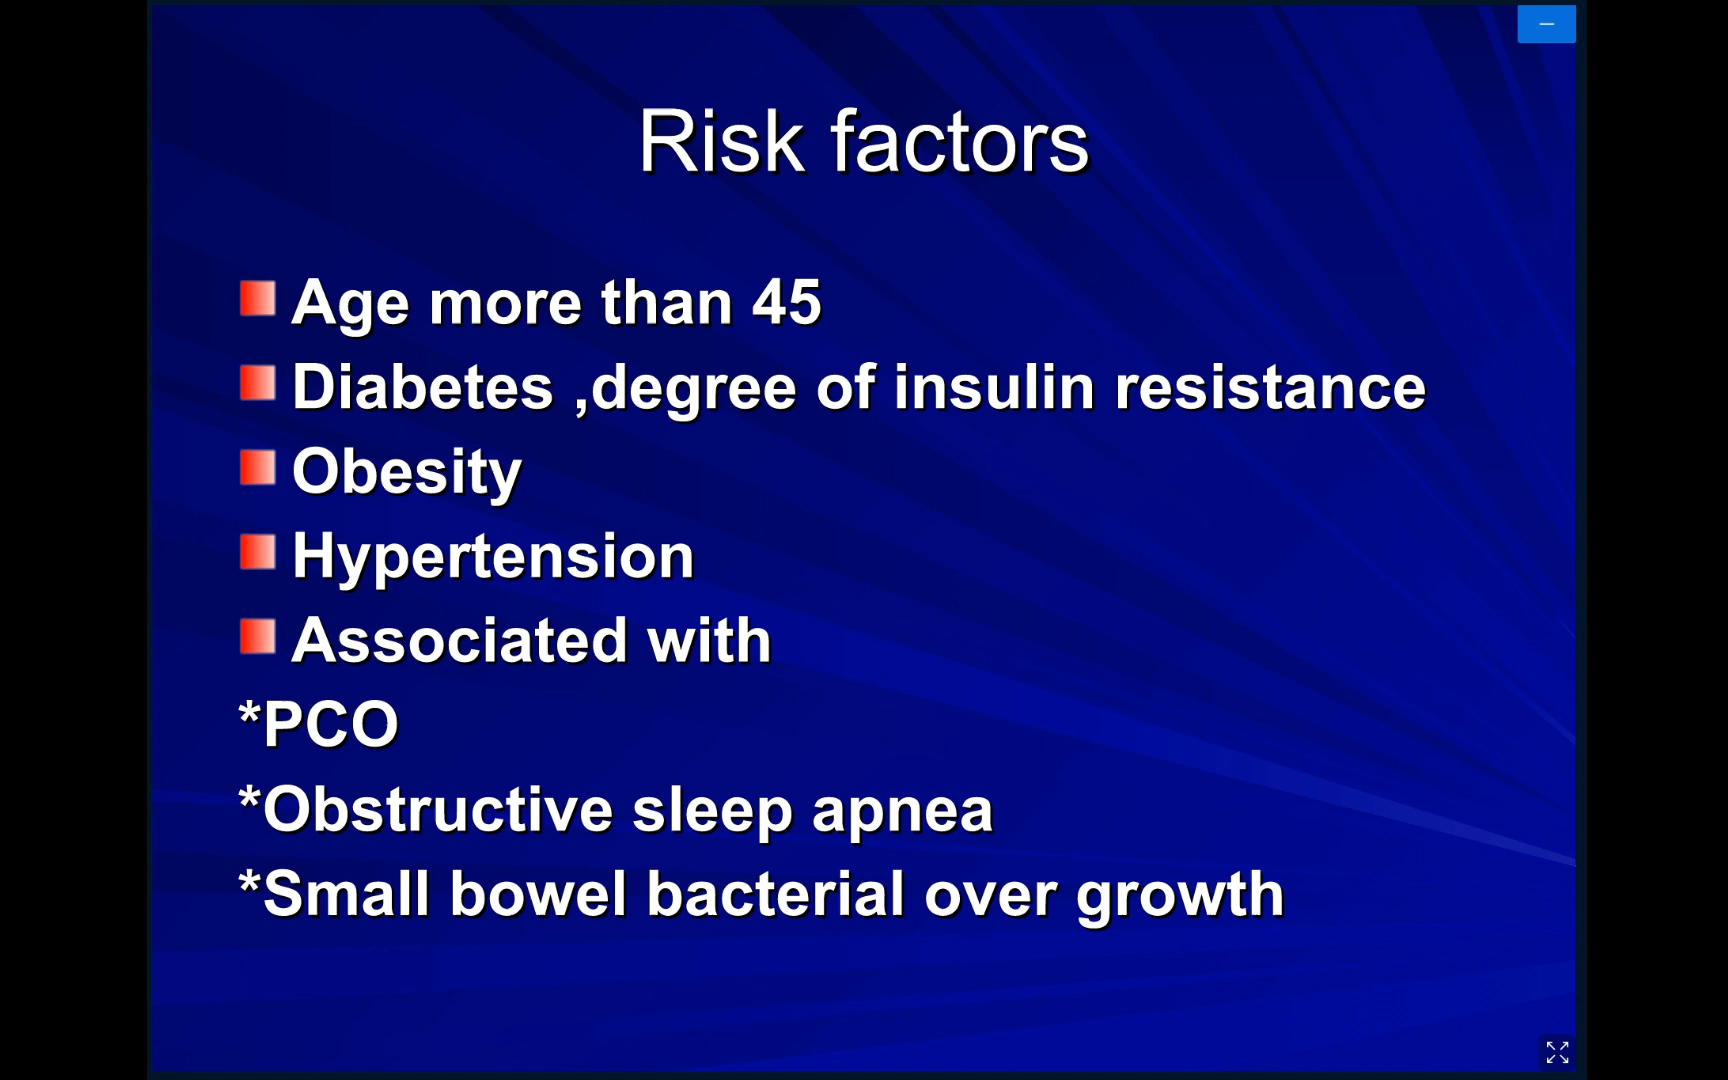 Risk factors
Age more than 45
Diabetes ,degree of insulin resistance
Obesity
Hypertension
Associated with
*PCO
*Obstructive sleep apnea
*Small bowel bacterial over growth